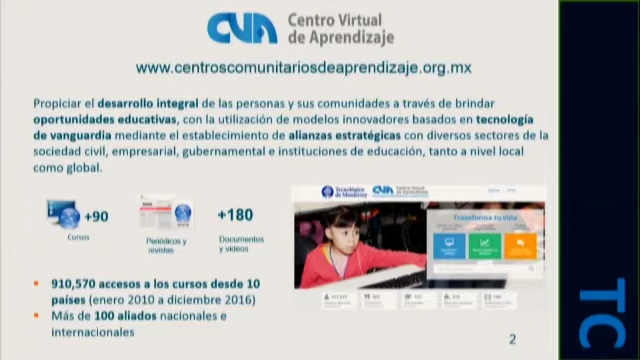 CVA Centro Virtual
de Aprendizaje
www.centroscomunitariosdeaprendizaje.org.mx
Propiciar el desarrollo integral de las personas y sus comunidades a través de brindar
oportunidades educativas, con la utilización de modelos innovadores basados en tecnología
de vanguardia mediante el establecimiento de alianzas estratégicas con diversos sectores de la
sociedad civil, empresarial, gubernamental e instituciones de educación, tanto a nivel local
como global.
+90
Cursos
Periódicos y
revistas
+180
Documentos
y videos
Tecnológico
de Monterrey
CVA Centro Virtual
de Aprendizaje
Transforma tu vida
• 910,570 accesos a los cursos desde 10
países (enero 2010 a diciembre 2016)
• Más de 100 aliados nacionales e
internacionales
2
TC